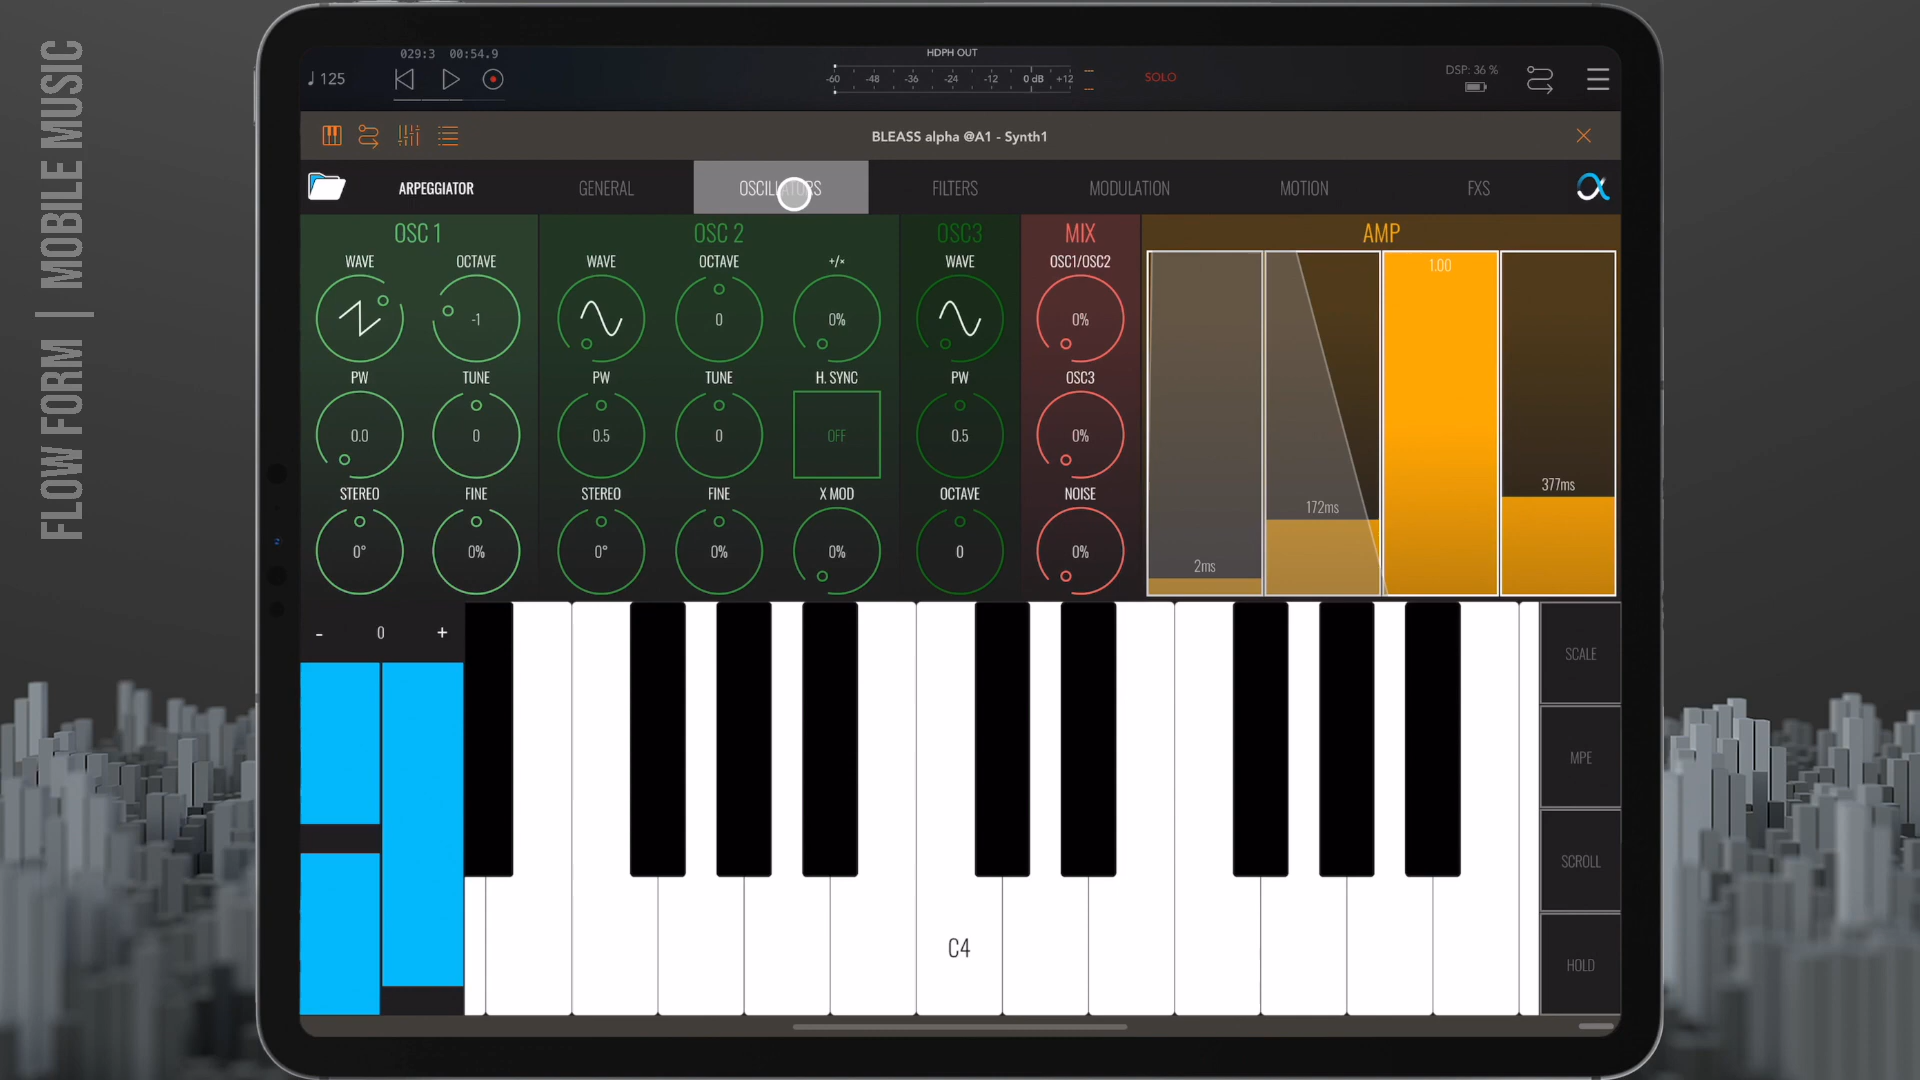 FLOW FORM | MOBILE MUSIC
029:3 00:54.9
HDPH OUT
♩125
-60 -48 -36 -24 -12 0 dB +12
SOLO
DSP: 36 %
BLEASS alpha @A1 - Synth1
ARPEGGIATOR GENERAL OSCILLATORS FILTERS MODULATION MOTION FXS
OSC 1 OSC 2 OSC3 MIX AMP
WAVE OCTAVE WAVE OCTAVE +/× WAVE OSC1/OSC2
-1 0 0% 0%
PW TUNE PW TUNE H. SYNC PW OSC3
0.0 0 0.5 0 OFF 0.5 0%
STEREO FINE STEREO FINE X MOD OCTAVE NOISE
0° 0% 0° 0% 0% 0 0%
1.00
377ms
172ms
2ms
- 0 +
SCALE
MPE
SCROLL
HOLD
C4